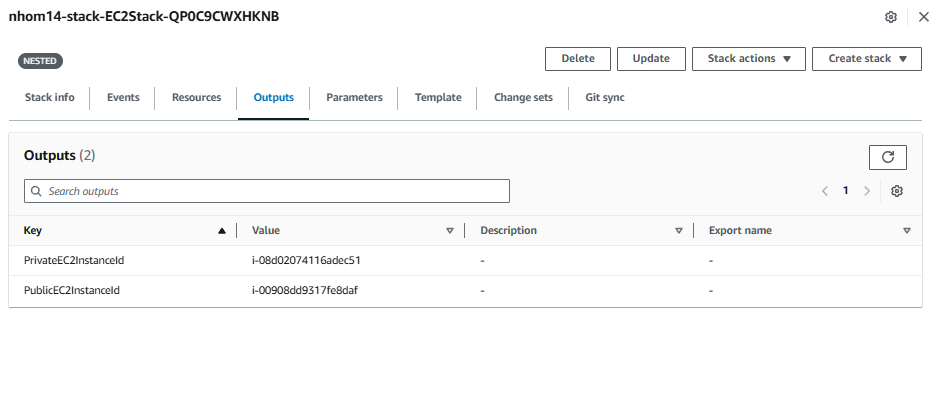 nhom14-stack-EC2Stack-QP0C9CWXHKNB
NESTED
Delete
Update
Stack actions
Create stack
Stack info
Events
Resources
Outputs
Parameters
Template
Change sets
Git sync
Outputs (2)
Search outputs
1
Key
Value
Description
Export name
PrivateEC2InstanceId
i-08d02074116adec51
-
-
PublicEC2InstanceId
i-00908dd9317fe8daf
-
-